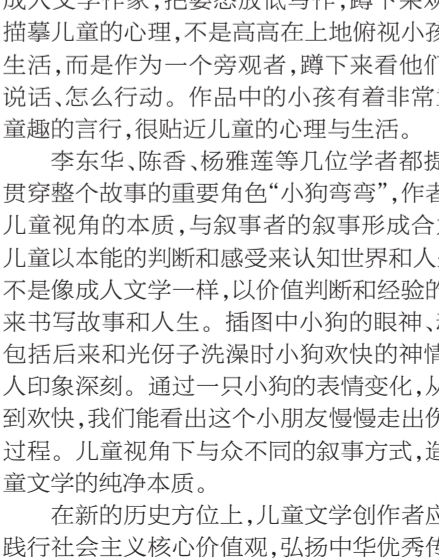 成人文学作家,把姿态放低写作,蹲下来观
描摹儿童的心理,不是高高在上地俯视小孩
生活,而是作为一个旁观者,蹲下来看他们
说话、怎么行动。作品中的小孩有着非常
童趣的言行,很贴近儿童的心理与生活。
李东华、陈香、杨雅莲等几位学者都提
贯穿整个故事的重要角色“小狗弯弯”,作者
儿童视角的本质,与叙事者的叙事形成合
儿童以本能的判断和感受来认知世界和人
不是像成人文学一样,以价值判断和经验的
来书写故事和人生。插图中小狗的眼神、
包括后来和光伢子洗澡时小狗欢快的神情
人印象深刻。通过一只小狗的表情变化,从
到欢快,我们能看出这个小朋友慢慢走出伤
过程。儿童视角下与众不同的叙事方式,造
童文学的纯净本质。
在新的历史方位上,儿童文学创作者应
践行社会主义核心价值观,弘扬中华优秀传